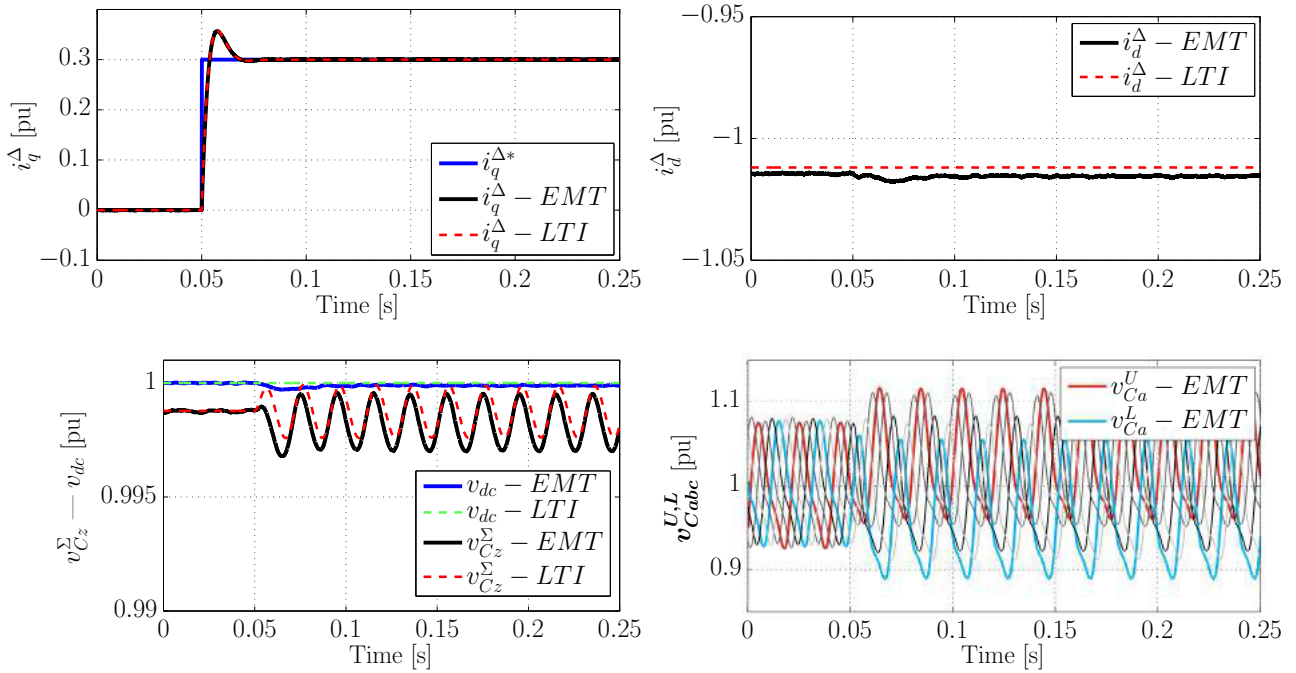 0.3
0.2
0.1
0
−0.1
i_q^Δ [pu]
i_q^{Δ*}
i_q^Δ − EMT
i_q^Δ − LTI
0 0.05 0.1 0.15 0.2 0.25
Time [s]
−0.95
−1
−1.05
i_d^Δ [pu]
i_d^Δ − EMT
i_d^Δ − LTI
0 0.05 0.1 0.15 0.2 0.25
Time [s]
1
0.995
0.99
v_{Cz}^Σ — v_{dc} [pu]
v_{dc} − EMT
v_{dc} − LTI
v_{Cz}^Σ − EMT
v_{Cz}^Σ − LTI
0 0.05 0.1 0.15 0.2 0.25
Time [s]
1.1
1
0.9
v_{Cabc}^{U,L} [pu]
v_{Ca}^U − EMT
v_{Ca}^L − EMT
0 0.05 0.1 0.15 0.2 0.25
Time [s]